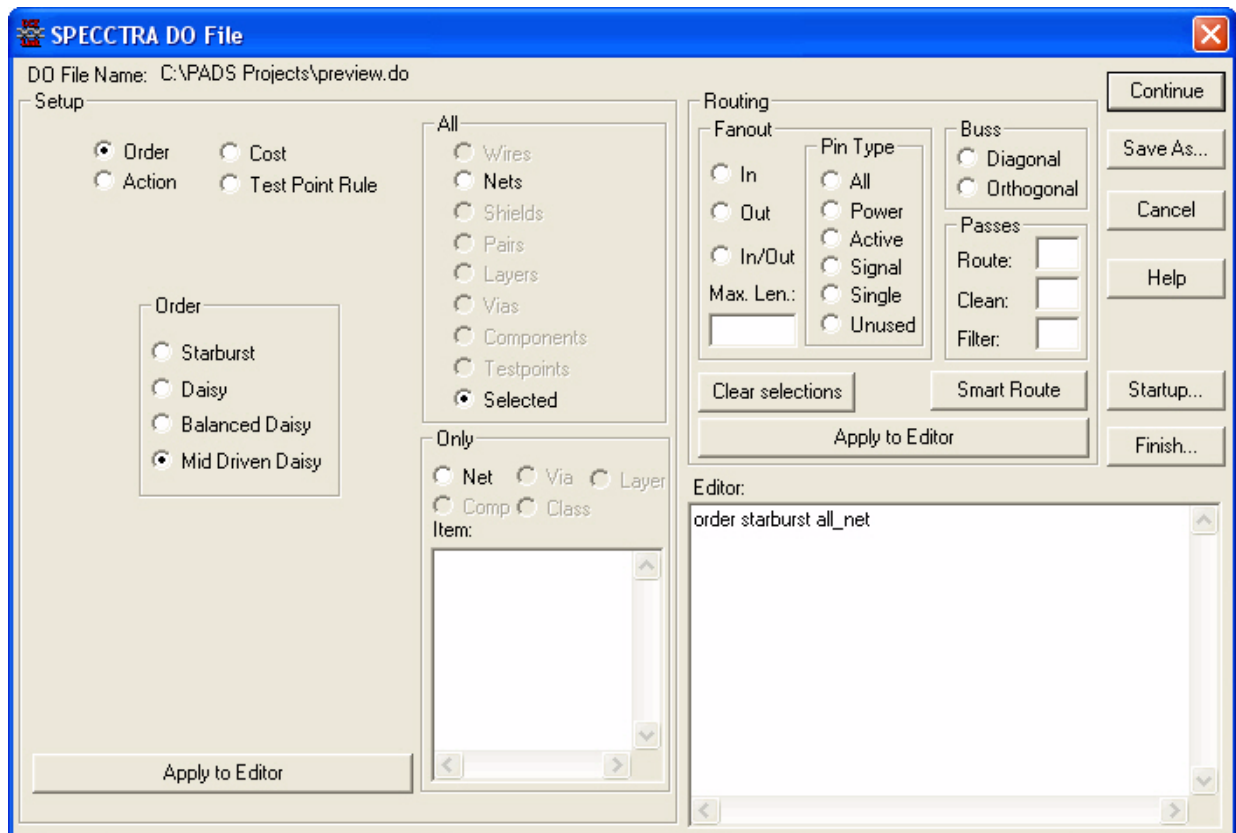 SPECCTRA DO File
DO File Name: C:\PADS Projects\preview.do
Setup
Order
Cost
Action
Test Point Rule
Order
Starburst
Daisy
Balanced Daisy
Mid Driven Daisy
Apply to Editor
All
Wires
Nets
Shields
Pairs
Layers
Vias
Components
Testpoints
Selected
Only
Net Via Layer
Comp Class
Item:
Routing
Fanout
In
Out
In/Out
Max. Len.:
Pin Type
All
Power
Active
Signal
Single
Unused
Buss
Diagonal
Orthogonal
Passes
Route:
Clean:
Filter:
Clear selections
Smart Route
Apply to Editor
Editor:
order starburst all_net
Continue
Save As...
Cancel
Help
Startup...
Finish...